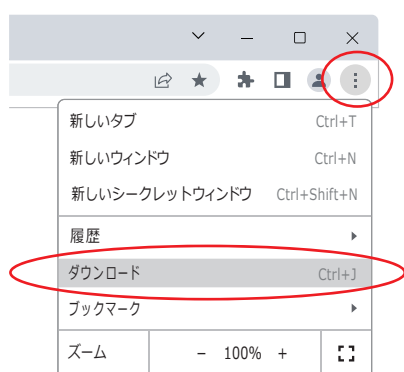 新しいタブ Ctrl+T
新しいウィンドウ Ctrl+N
新しいシークレットウィンドウ Ctrl+Shift+N
履歴
ダウンロード Ctrl+J
ブックマーク
ズーム － 100% +